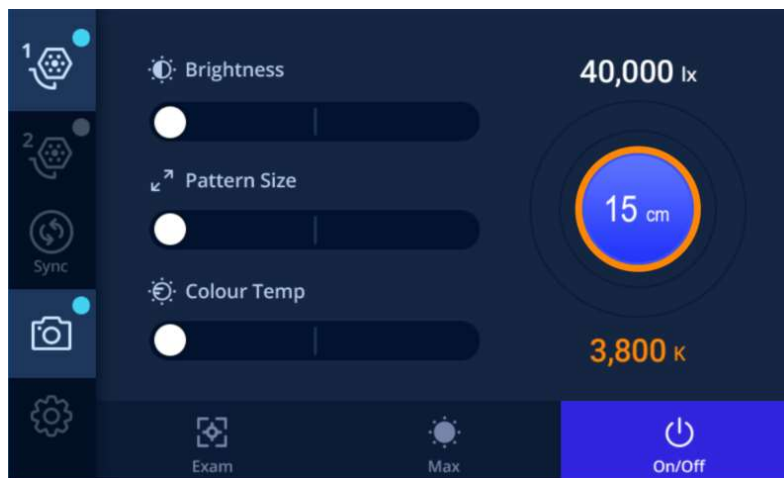 1
2
Sync
Brightness
Pattern Size
Colour Temp
40,000 lx
15 cm
3,800 K
Exam
Max
On/Off